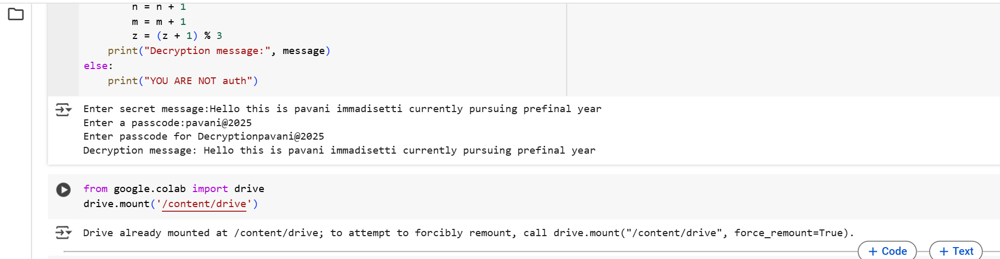 n = n + 1
m = m + 1
z = (z + 1) % 3
print("Decryption message:", message)
else:
print("YOU ARE NOT auth")
Enter secret message:Hello this is pavani immadisetti currently pursuing prefinal year
Enter a passcode:pavani@2025
Enter passcode for Decryptionpavani@2025
Decryption message: Hello this is pavani immadisetti currently pursuing prefinal year
from google.colab import drive
drive.mount('/content/drive')
Drive already mounted at /content/drive; to attempt to forcibly remount, call drive.mount("/content/drive", force_remount=True).
+ Code + Text